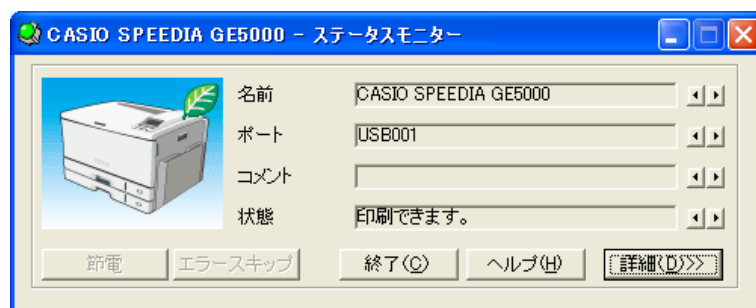 CASIO SPEEDIA GE5000 - ステータスモニター
名前 CASIO SPEEDIA GE5000
ポート USB001
コメント
状態 印刷できます。
節電 エラースキップ 終了(C) ヘルプ(H) 詳細(D)>>